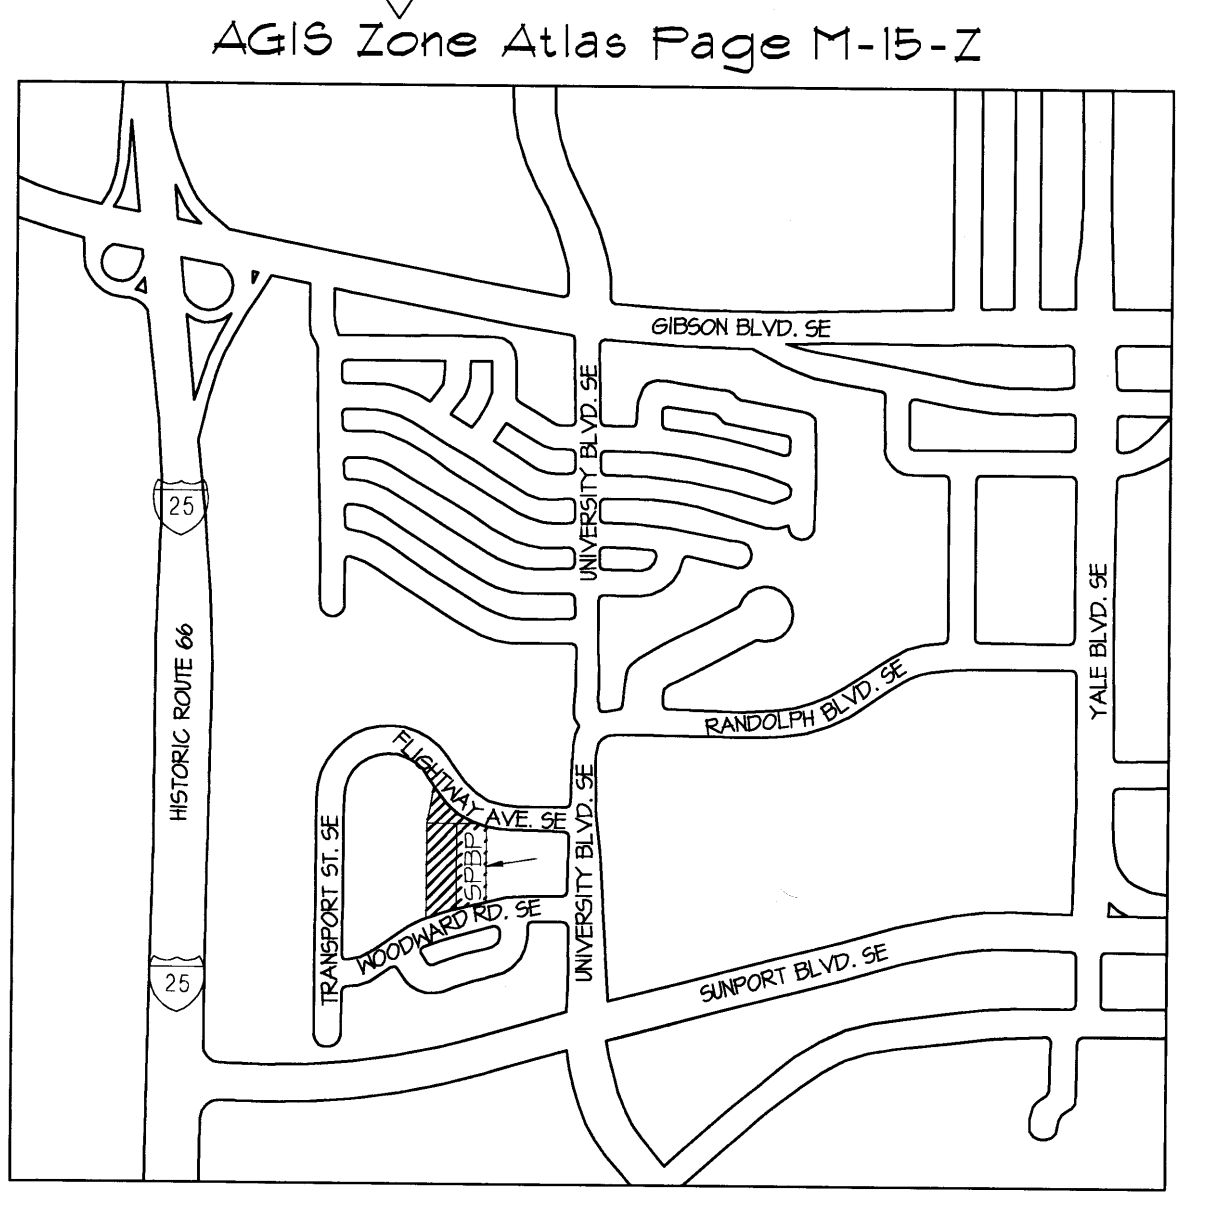 AGIS Zone Atlas Page M-15-Z
GIBSON BLVD. SE
UNIVERSITY BLVD. SE
25
HISTORIC ROUTE 66
YALE BLVD. SE
RANDOLPH BLVD. SE
FLIGHTWAY AVE. SE
UNIVERSITY BLVD. SE
TRANSPORT ST. SE
SPBP
WOODWARD RD. SE
SUNPORT BLVD. SE
25